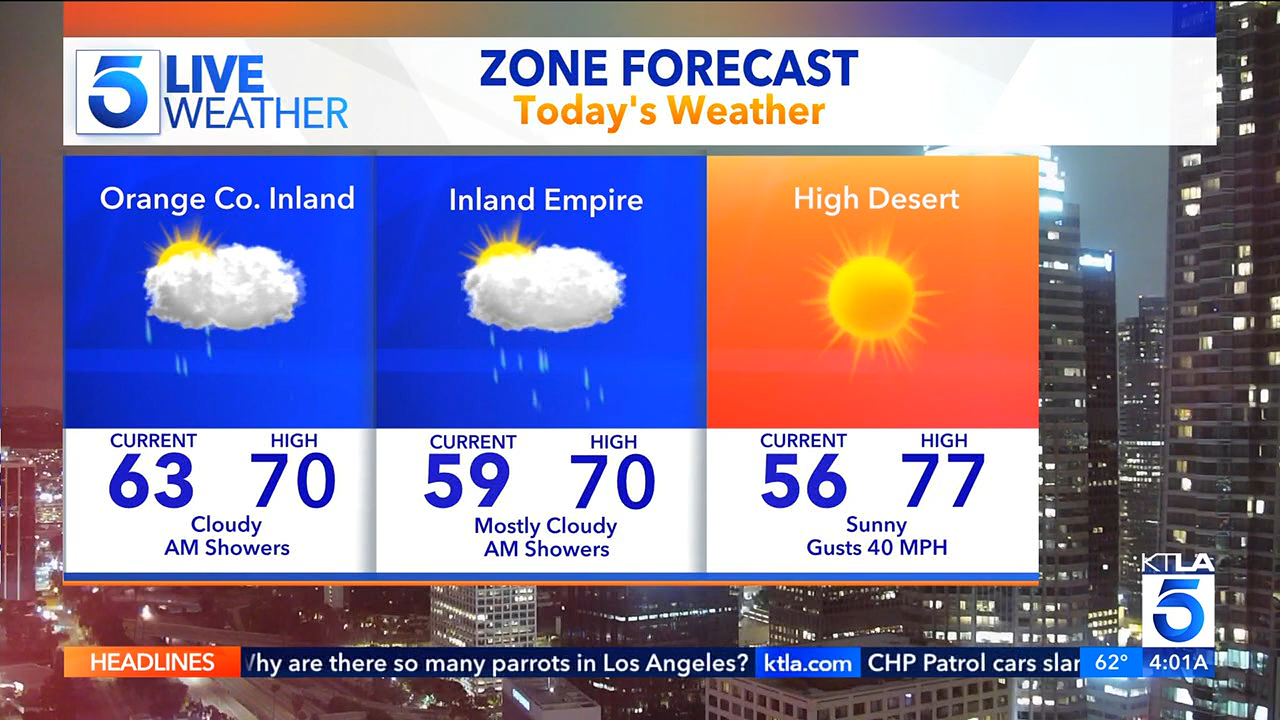 5 LIVE
WEATHER
ZONE FORECAST
Today's Weather
Orange Co. Inland
CURRENT HIGH
63 70
Cloudy
AM Showers
Inland Empire
CURRENT HIGH
59 70
Mostly Cloudy
AM Showers
High Desert
CURRENT HIGH
56 77
Sunny
Gusts 40 MPH
KTLA
5
HEADLINES Why are there so many parrots in Los Angeles? ktla.com CHP Patrol cars 62° 4:01A